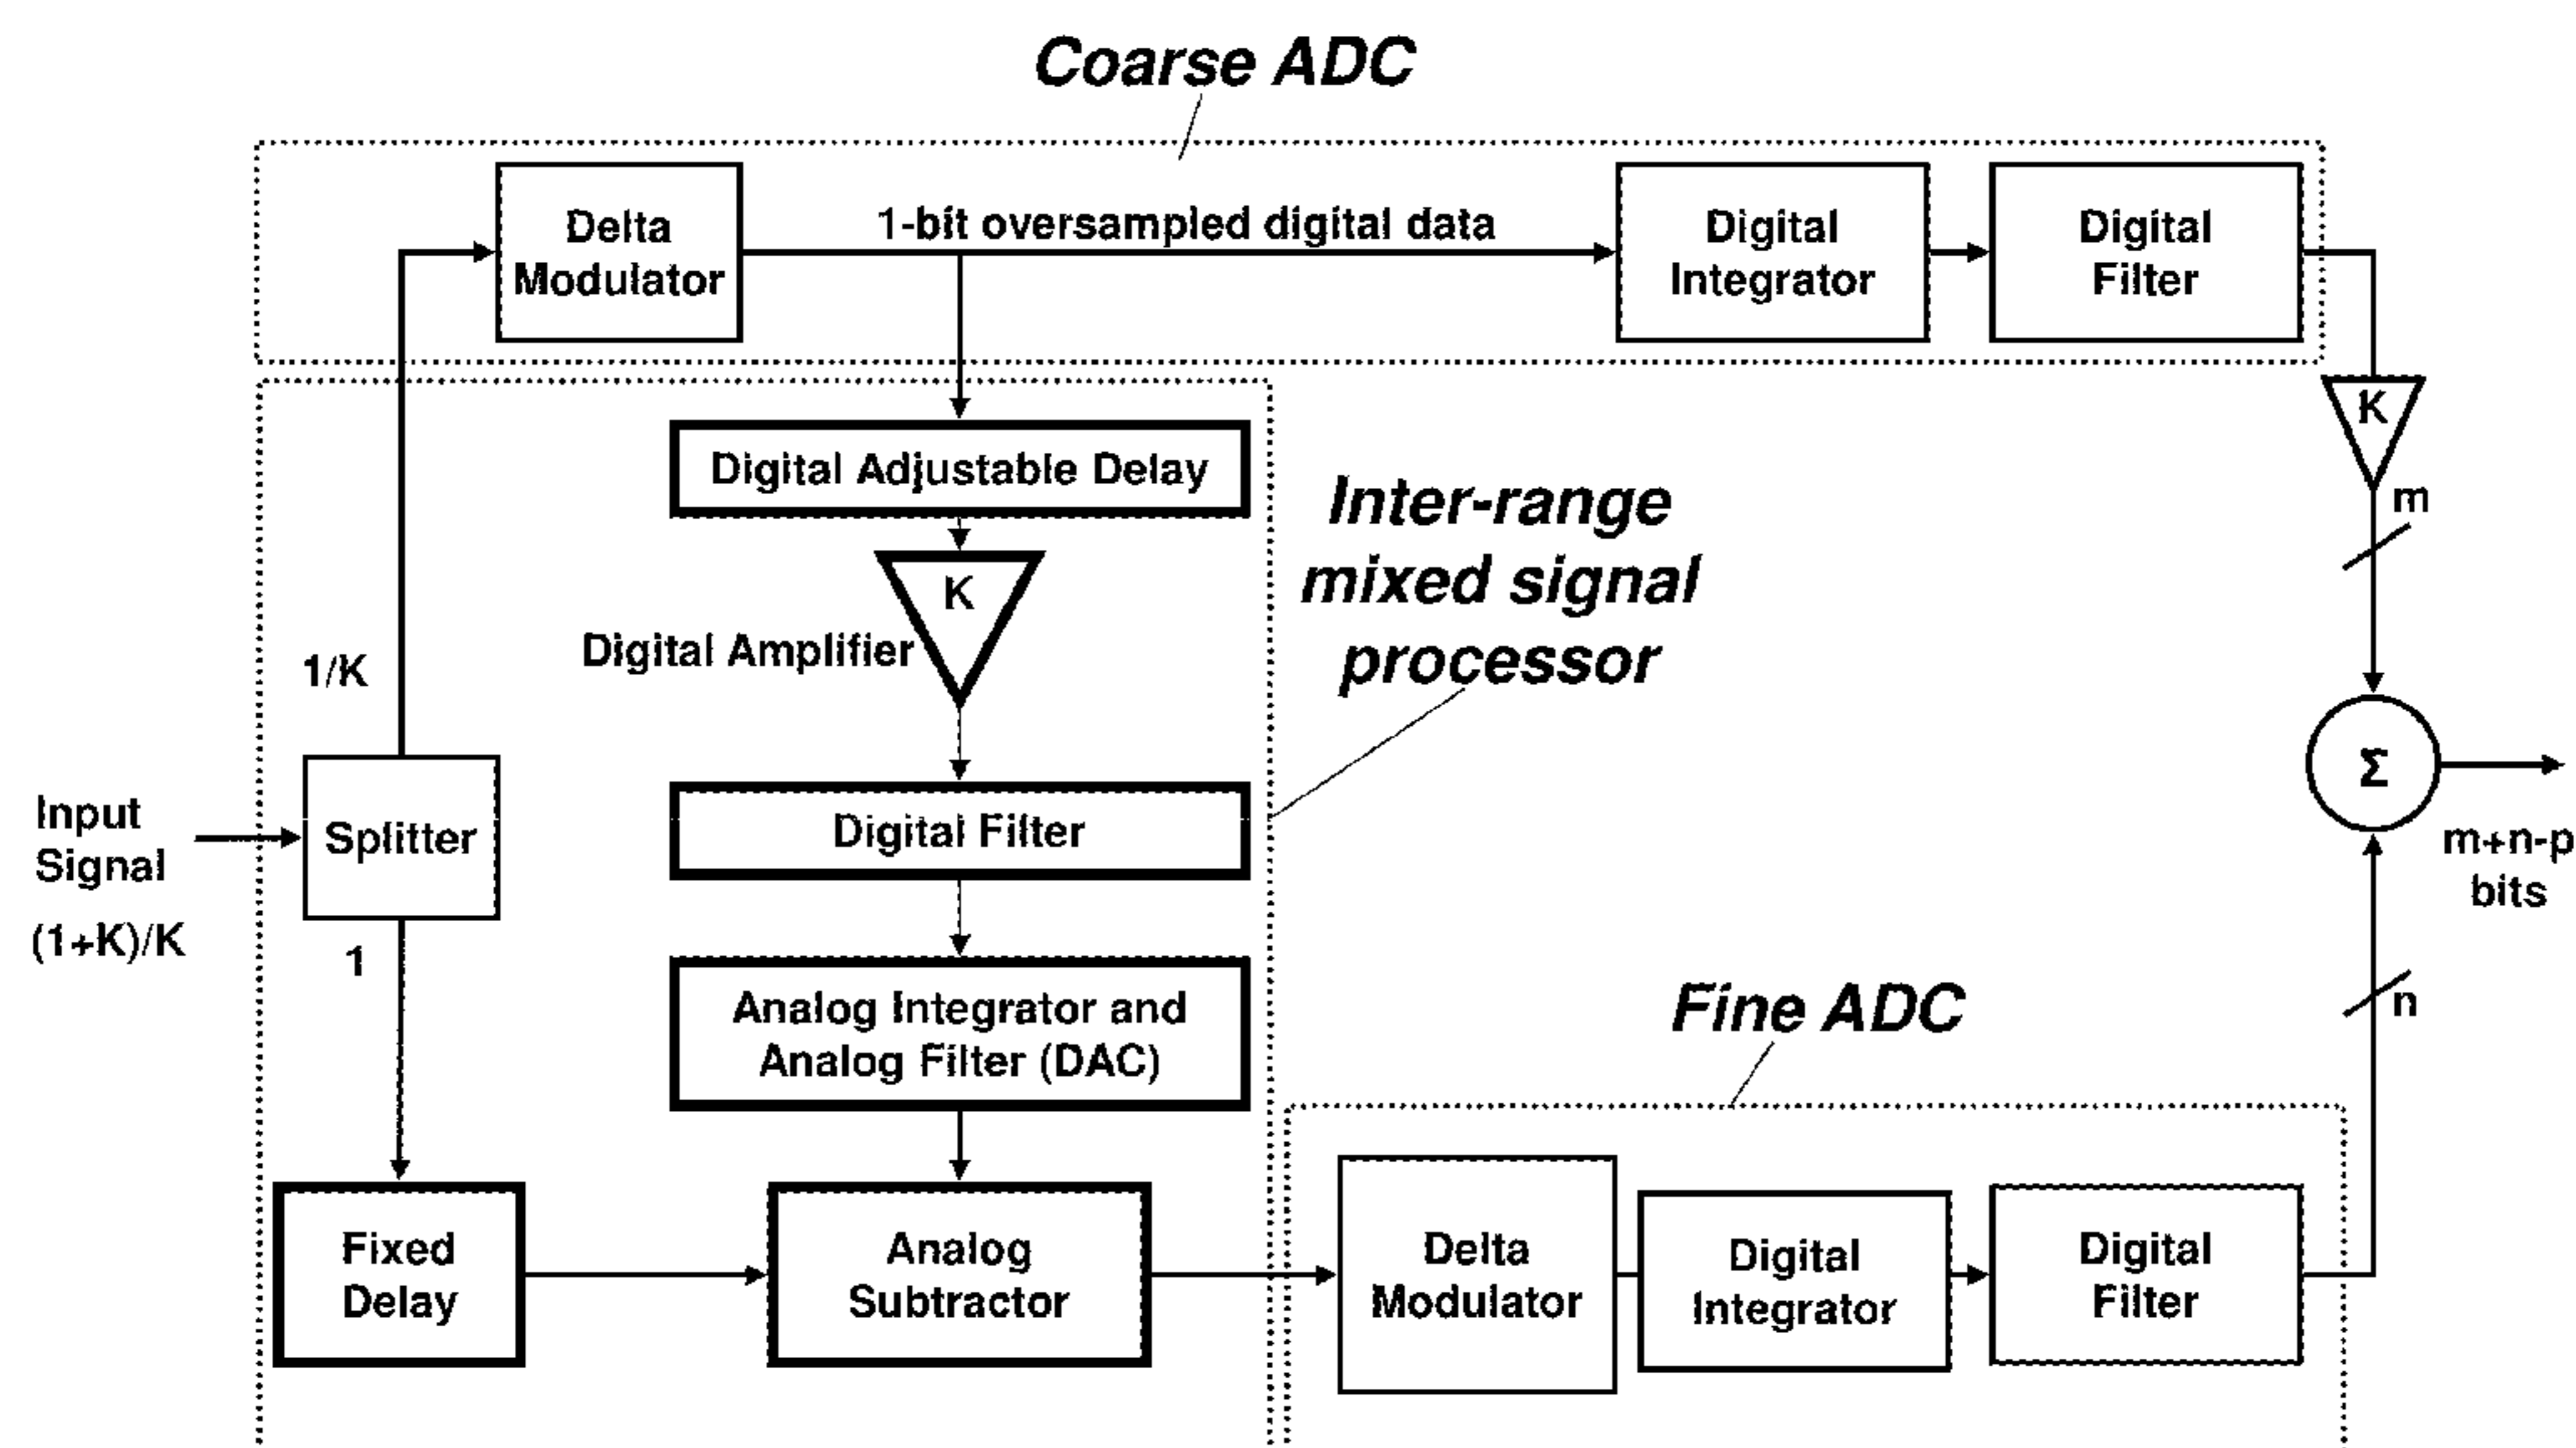 Coarse ADC
Delta
Modulator
1-bit oversampled digital data
Digital
Integrator
Digital
Filter
K
m
Digital Adjustable Delay
K
Digital Amplifier
Inter-range
mixed signal
processor
1/K
Input
Signal
(1+K)/K
Splitter
1
Digital Filter
Σ
m+n-p
bits
Analog Integrator and
Analog Filter (DAC)
Fine ADC
n
Fixed
Delay
Analog
Subtractor
Delta
Modulator
Digital
Integrator
Digital
Filter